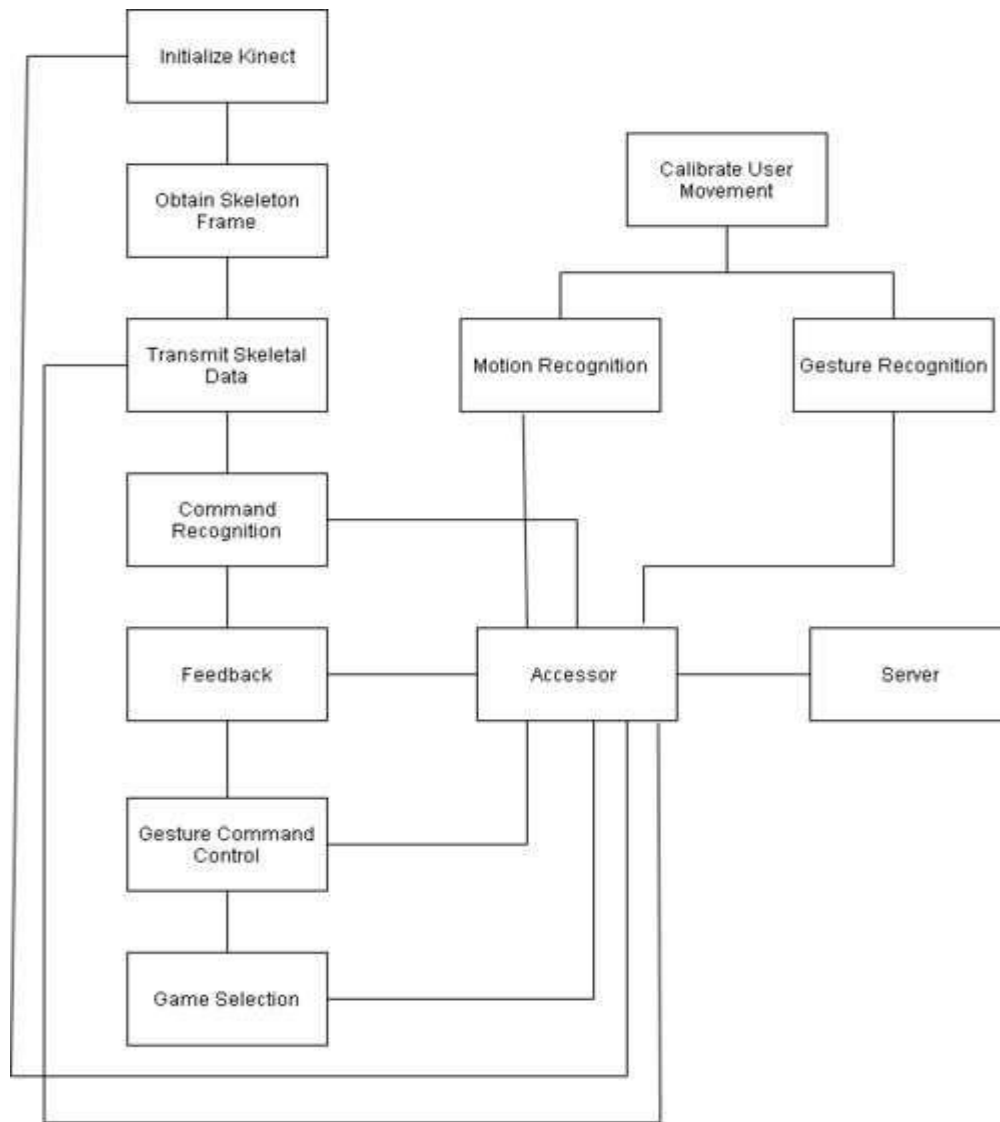 Initialize Kinect
Calibrate User
Movement
Obtain Skeleton
Frame
Transmit Skeletal
Data
Motion Recognition
Gesture Recognition
Command
Recognition
Feedback
Accessor
Server
Gesture Command
Control
Game Selection